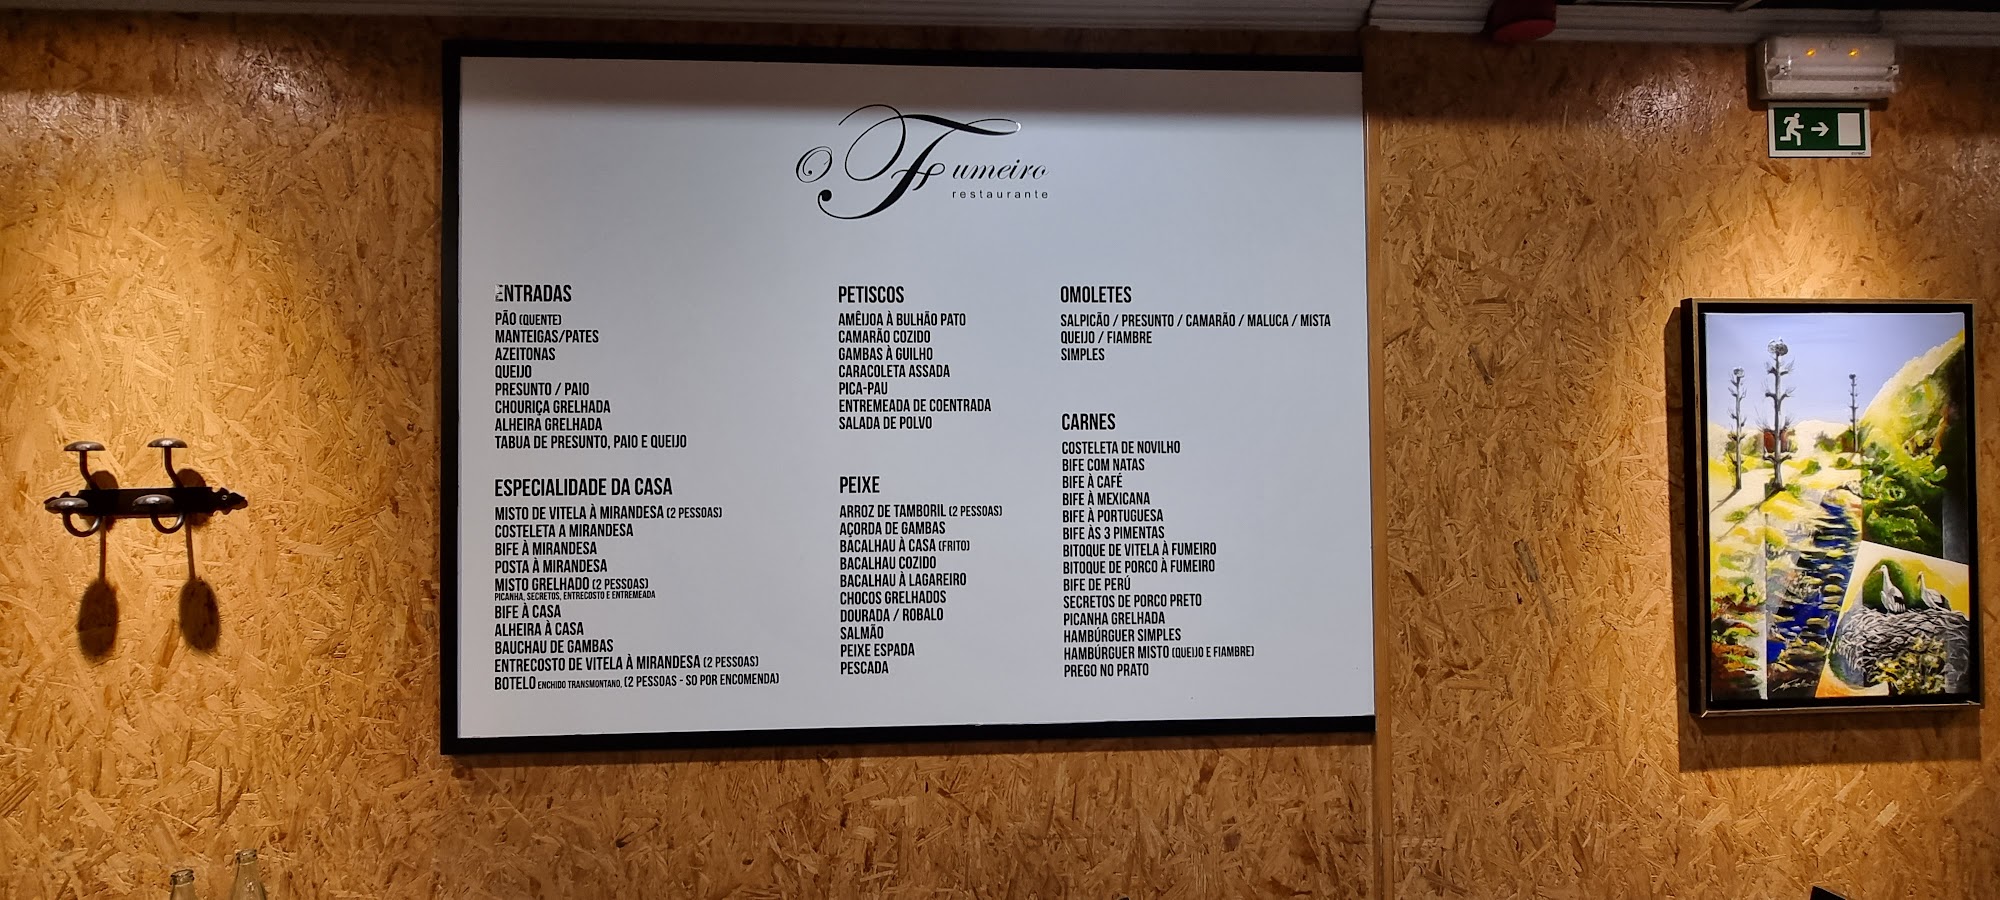 O Fumeiro
restaurante
ENTRADAS
PÃO (QUENTE)
MANTEIGAS/PATES
AZEITONAS
QUEIJO
PRESUNTO / PAIO
CHOURIÇA GRELHADA
ALHEIRA GRELHADA
TABUA DE PRESUNTO, PAIO E QUEIJO
ESPECIALIDADE DA CASA
MISTO DE VITELA À MIRANDESA (2 PESSOAS)
COSTELETA A MIRANDESA
BIFE À MIRANDESA
POSTA À MIRANDESA
MISTO GRELHADO (2 PESSOAS)
PICANHA, SECRETOS, ENTRECOSTO E ENTREMEADA
BIFE À CASA
ALHEIRA À CASA
BAUCHAU DE GAMBAS
ENTRECOSTO DE VITELA À MIRANDESA (2 PESSOAS)
BOTELO ENCHIDO TRANSMONTANO, (2 PESSOAS - SO POR ENCOMENDA)
PETISCOS
AMÊIJOA À BULHÃO PATO
CAMARÃO COZIDO
GAMBAS À GUILHO
CARACOLETA ASSADA
PICA-PAU
ENTREMEADA DE COENTRADA
SALADA DE POLVO
PEIXE
ARROZ DE TAMBORIL (2 PESSOAS)
AÇORDA DE GAMBAS
BACALHAU À CASA (FRITO)
BACALHAU COZIDO
BACALHAU À LAGAREIRO
CHOCOS GRELHADOS
DOURADA / ROBALO
SALMÃO
PEIXE ESPADA
PESCADA
OMOLETES
SALPICÃO / PRESUNTO / CAMARÃO / MALUCA / MISTA
QUEIJO / FIAMBRE
SIMPLES
CARNES
COSTELETA DE NOVILHO
BIFE COM NATAS
BIFE À CAFÉ
BIFE À MEXICANA
BIFE À PORTUGUESA
BIFE ÀS 3 PIMENTAS
BITOQUE DE VITELA À FUMEIRO
BITOQUE DE PORCO À FUMEIRO
BIFE DE PERÚ
SECRETOS DE PORCO PRETO
PICANHA GRELHADA
HAMBÚRGUER SIMPLES
HAMBÚRGUER MISTO (QUEIJO E FIAMBRE)
PREGO NO PRATO